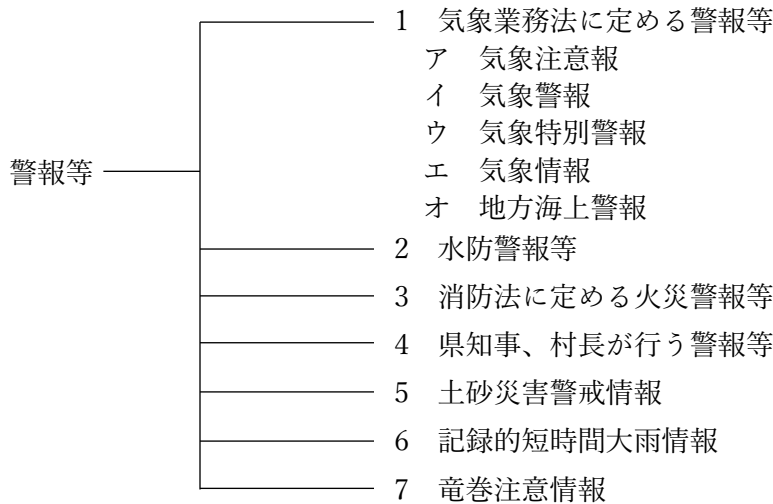 1 気象業務法に定める警報等
ア 気象注意報
イ 気象警報
ウ 気象特別警報
警報等
エ 気象情報
オ 地方海上警報
2 水防警報等
3 消防法に定める火災警報等
4 県知事、村長が行う警報等
5 土砂災害警戒情報
6 記録的短時間大雨情報
7 竜巻注意情報